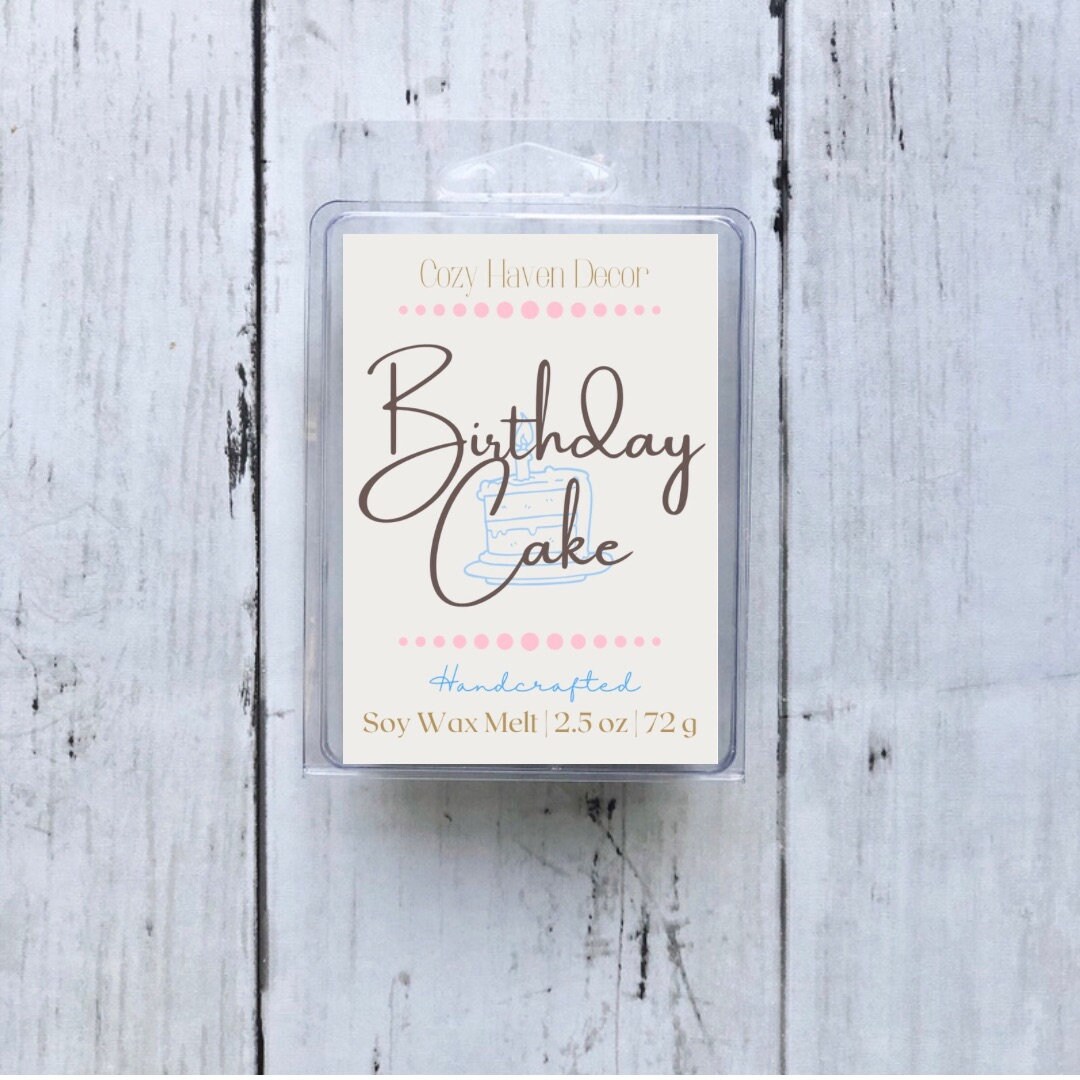 Cozy Haven Decor
Birthday
Cake
Handcrafted
Soy Wax Melt | 2.5 oz | 72 g